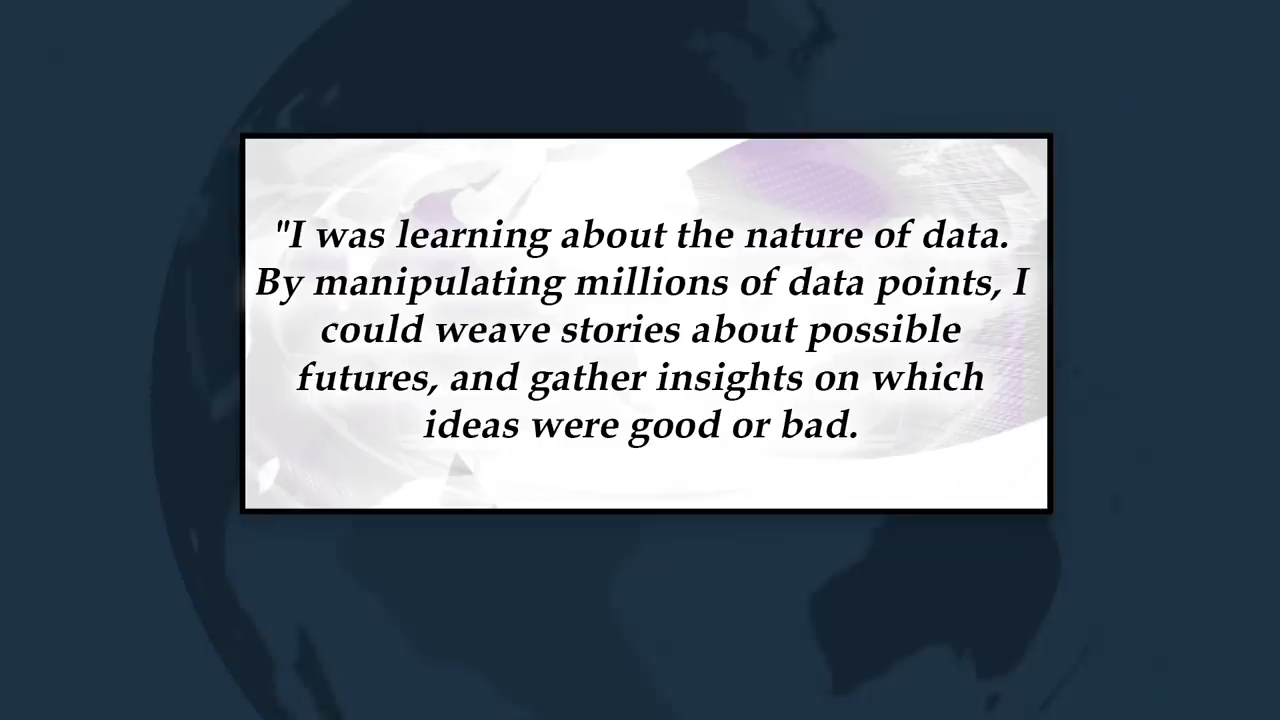 "I was learning about the nature of data.
By manipulating millions of data points, I
could weave stories about possible
futures, and gather insights on which
ideas were good or bad.